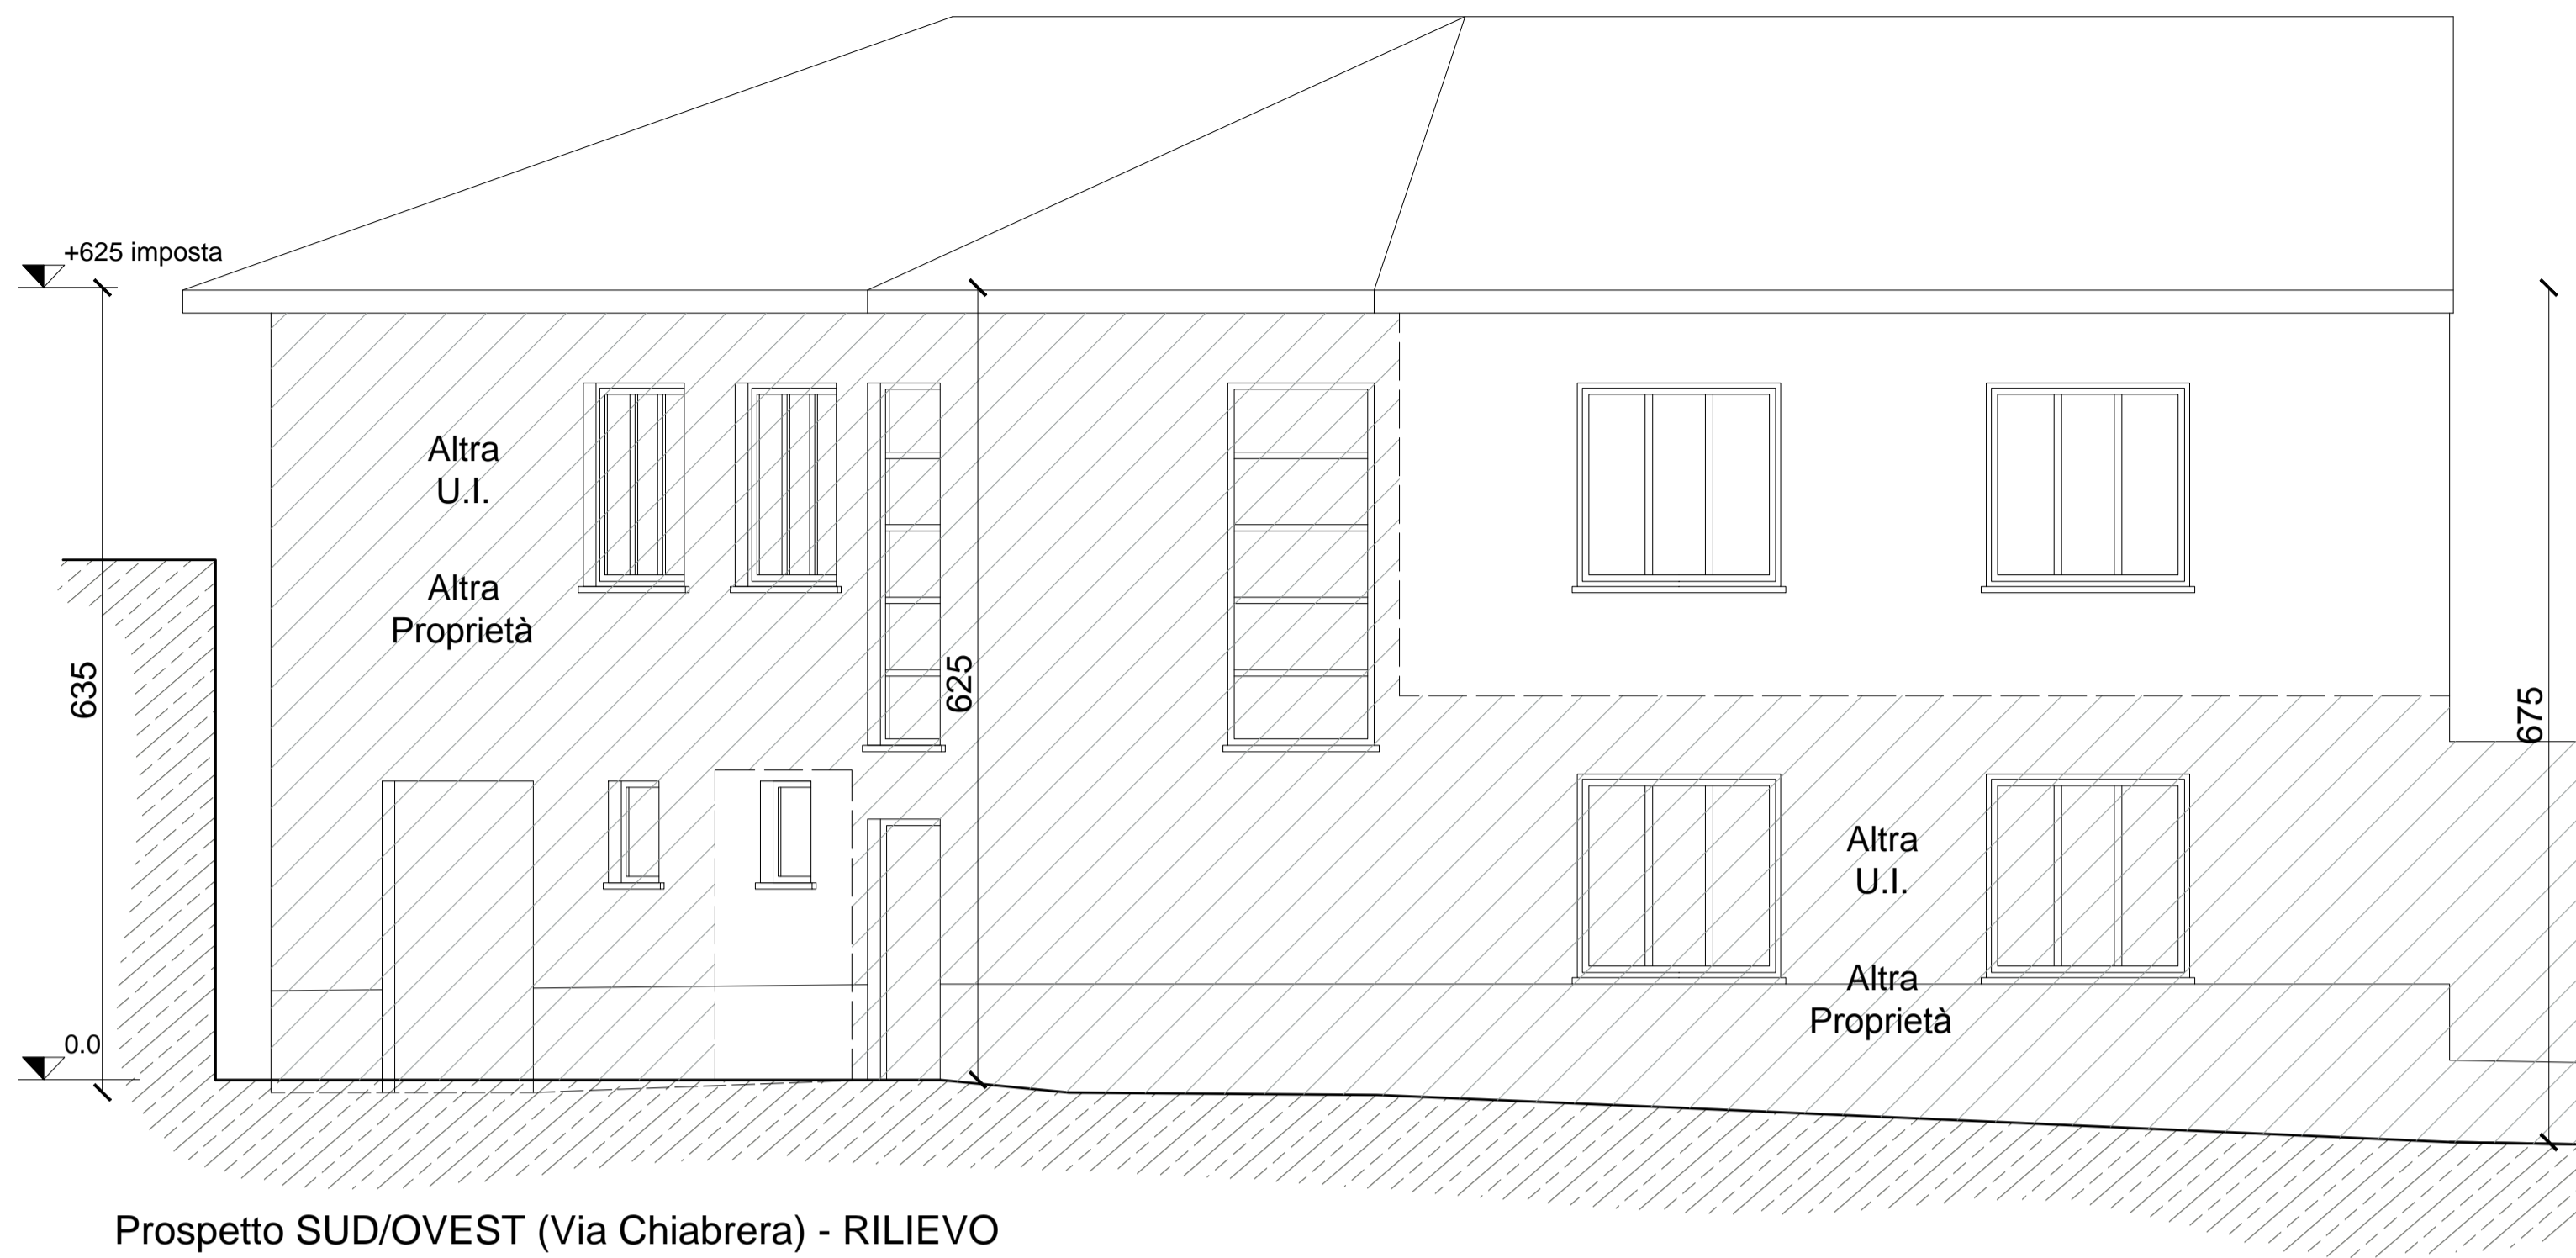 +625 imposta
Altra
U.I.
Altra
Proprietà
635
625
675
Altra
U.I.
Altra
Proprietà
0.0
Prospetto SUD/OVEST (Via Chiabrera) - RILIEVO